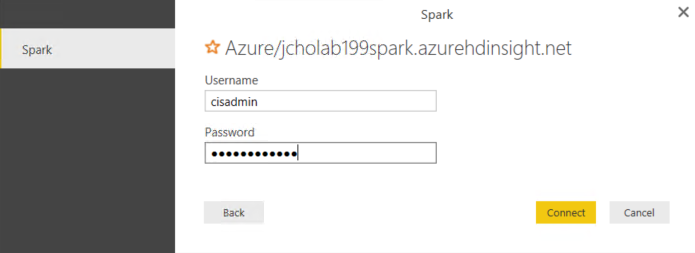 Spark
Spark
Azure/jcholab199spark.azurehdinsight.net
Username
cisadmin
Password
●●●●●●●●●●●●
Back
Connect
Cancel